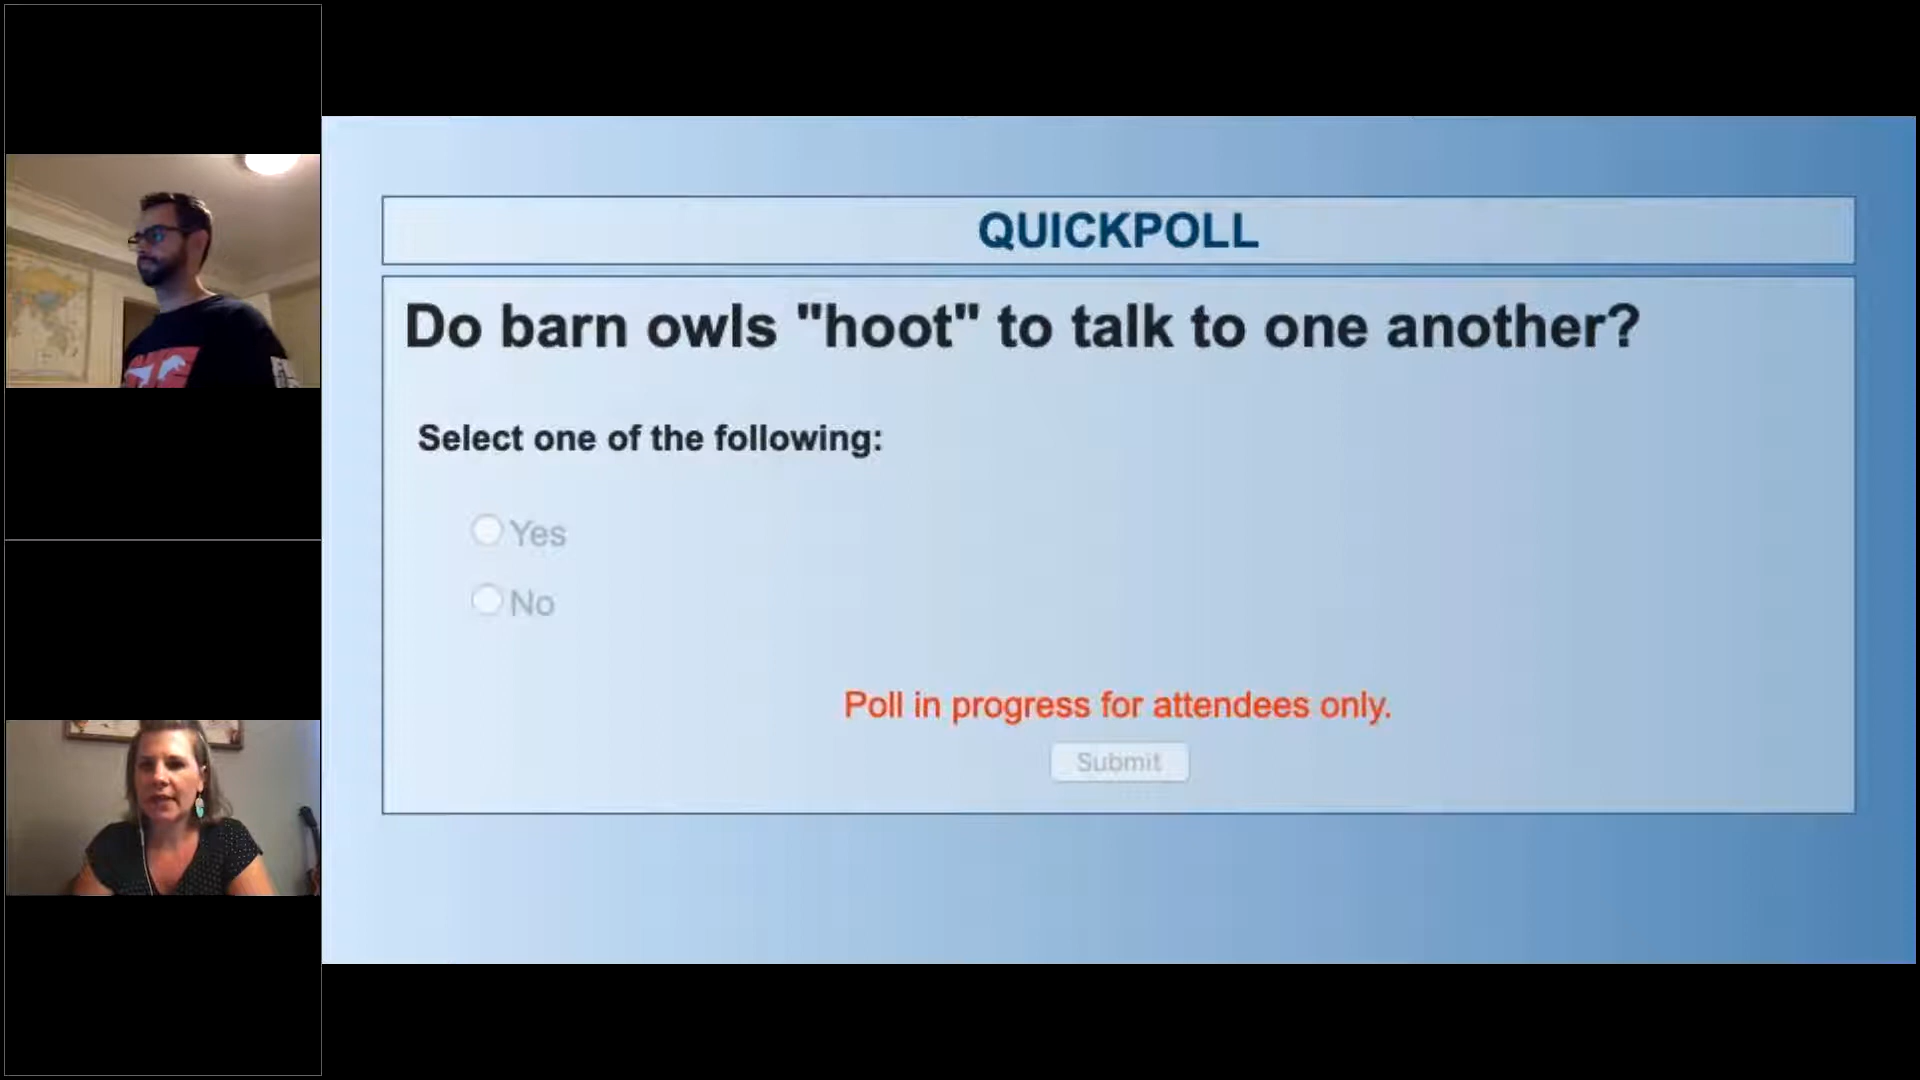 QUICKPOLL
Do barn owls "hoot" to talk to one another?
Select one of the following:
Yes
No
Poll in progress for attendees only.
Submit